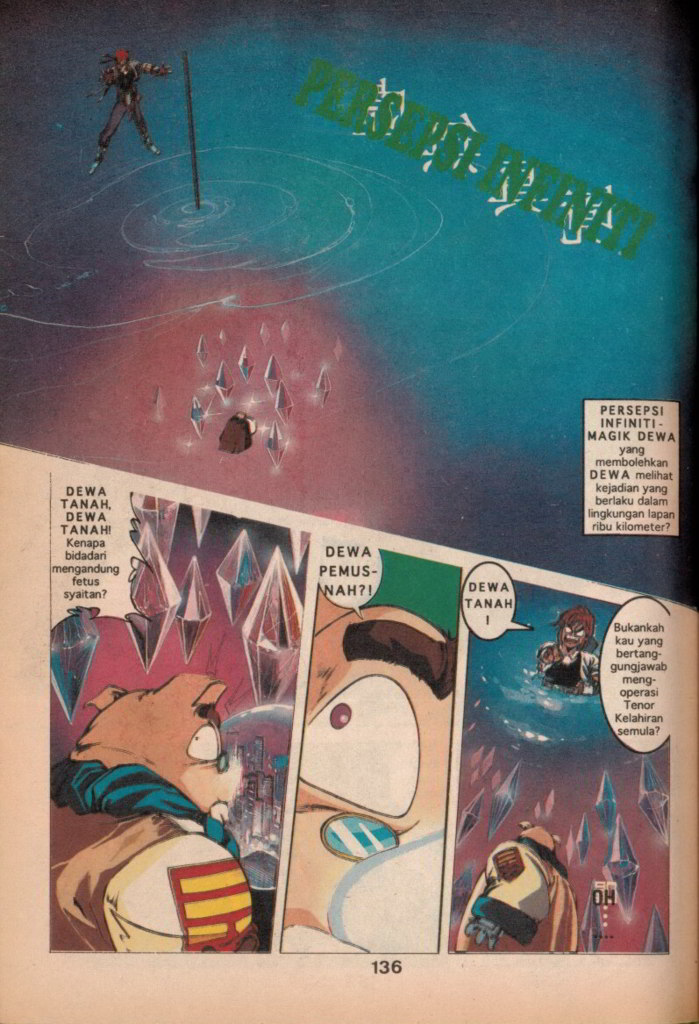 PERSEPSI INFINITI
PERSEPSI
INFINITI -
MAGIK DEWA
yang
membolehkan
DEWA melihat
kejadian yang
berlaku dalam
lingkungan lapan
ribu kilometer?
DEWA
TANAH,
DEWA
TANAH!
Kenapa
bidadari
mengandung
fetus
syaitan?
DEWA
PEMUS-
NAH?!
DEWA
TANAH
!
Bukankah
kau yang
bertang-
gungjawab
meng-
operasi
Tenor
Kelahiran
semula?
OH
136